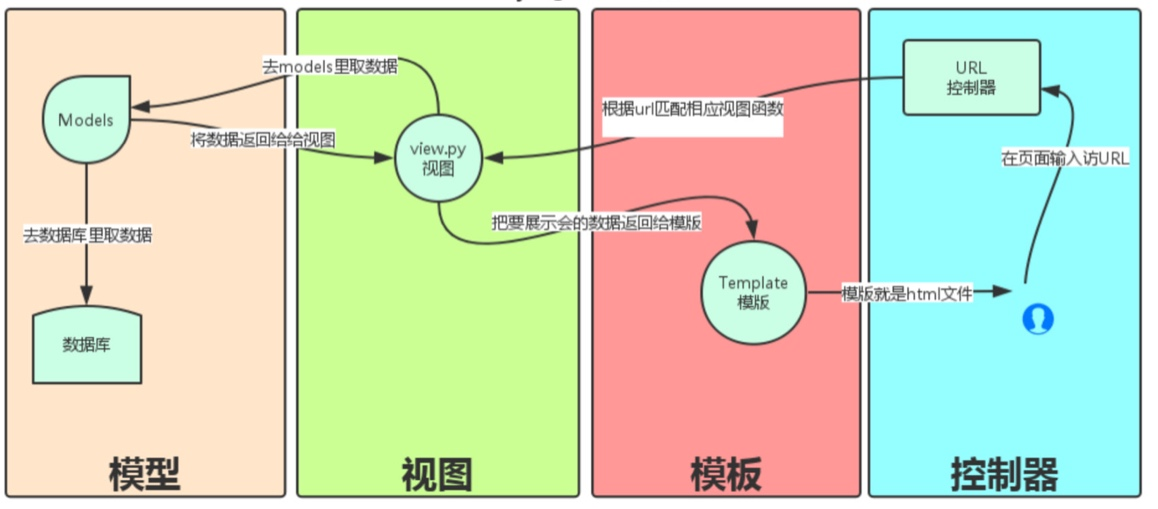 去models里取数据
Models
将数据返回给给视图
去数据库里取数据
数据库
模型
view.py
视图
把要展示会的数据返回给模版
视图
根据url匹配相应视图函数
Template
模版
模版就是html文件
模板
URL
控制器
在页面输入访URL
控制器